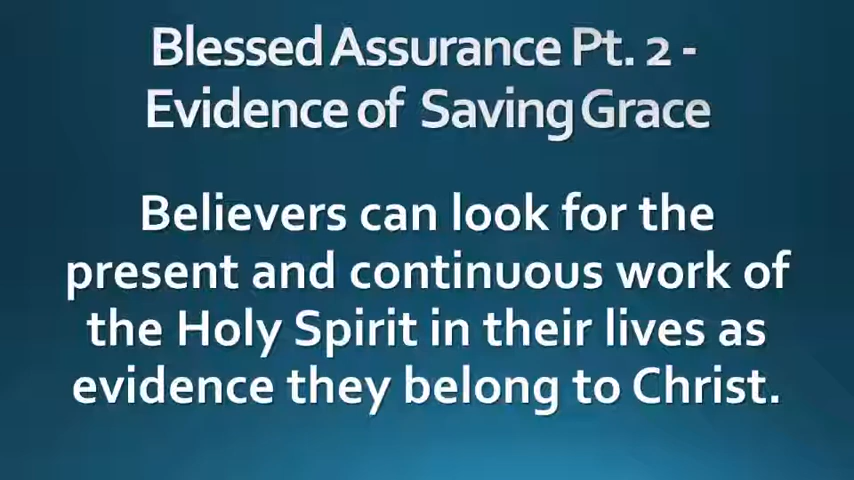 Blessed Assurance Pt. 2 -
Evidence of Saving Grace
Believers can look for the
present and continuous work of
the Holy Spirit in their lives as
evidence they belong to Christ.